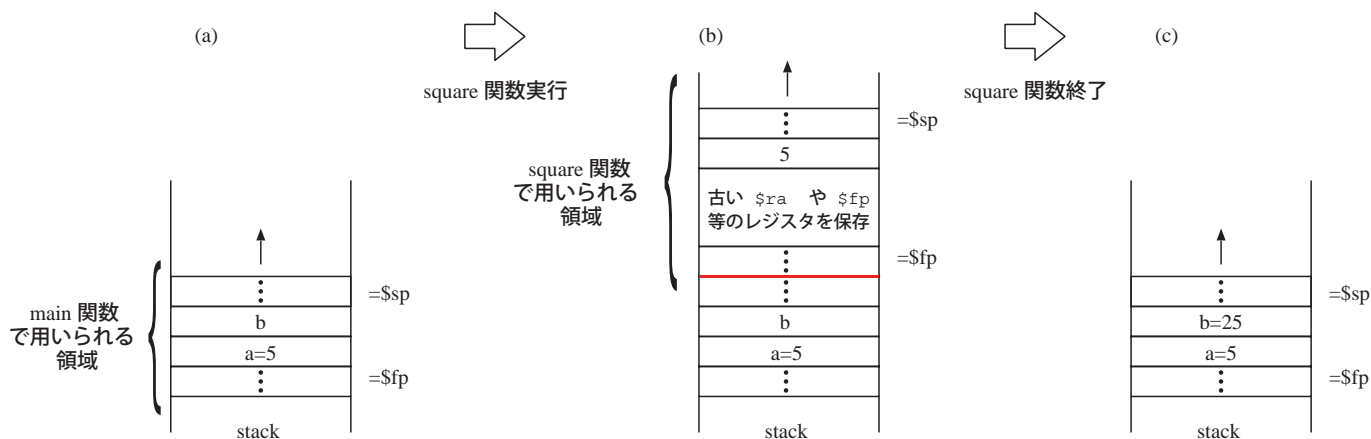 (a)
square 関数実行
(b)
square 関数終了
(c)
main 関数
で用いられる
領域
=$sp
b
a=5
=$fp
stack
square 関数
で用いられる
領域
=$sp
5
古い $ra や $fp
等のレジスタを保存
=$fp
b
a=5
stack
=$sp
b=25
a=5
=$fp
stack